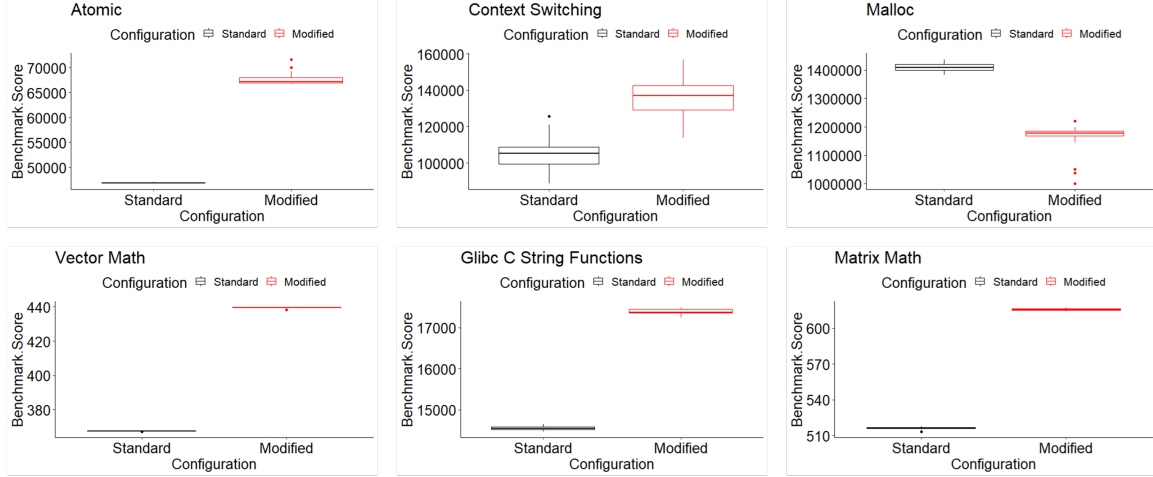 Atomic
Configuration Standard Modified
Benchmark.Score
70000
65000
60000
55000
50000
Standard Modified
Configuration
Context Switching
Configuration Standard Modified
Benchmark.Score
160000
140000
120000
100000
Standard Modified
Configuration
Malloc
Configuration Standard Modified
Benchmark.Score
1400000
1300000
1200000
1100000
1000000
Standard Modified
Configuration
Vector Math
Configuration Standard Modified
Benchmark.Score
440
420
400
380
Standard Modified
Configuration
Glibc C String Functions
Configuration Standard Modified
Benchmark.Score
17000
16000
15000
Standard Modified
Configuration
Matrix Math
Configuration Standard Modified
Benchmark.Score
600
570
540
510
Standard Modified
Configuration